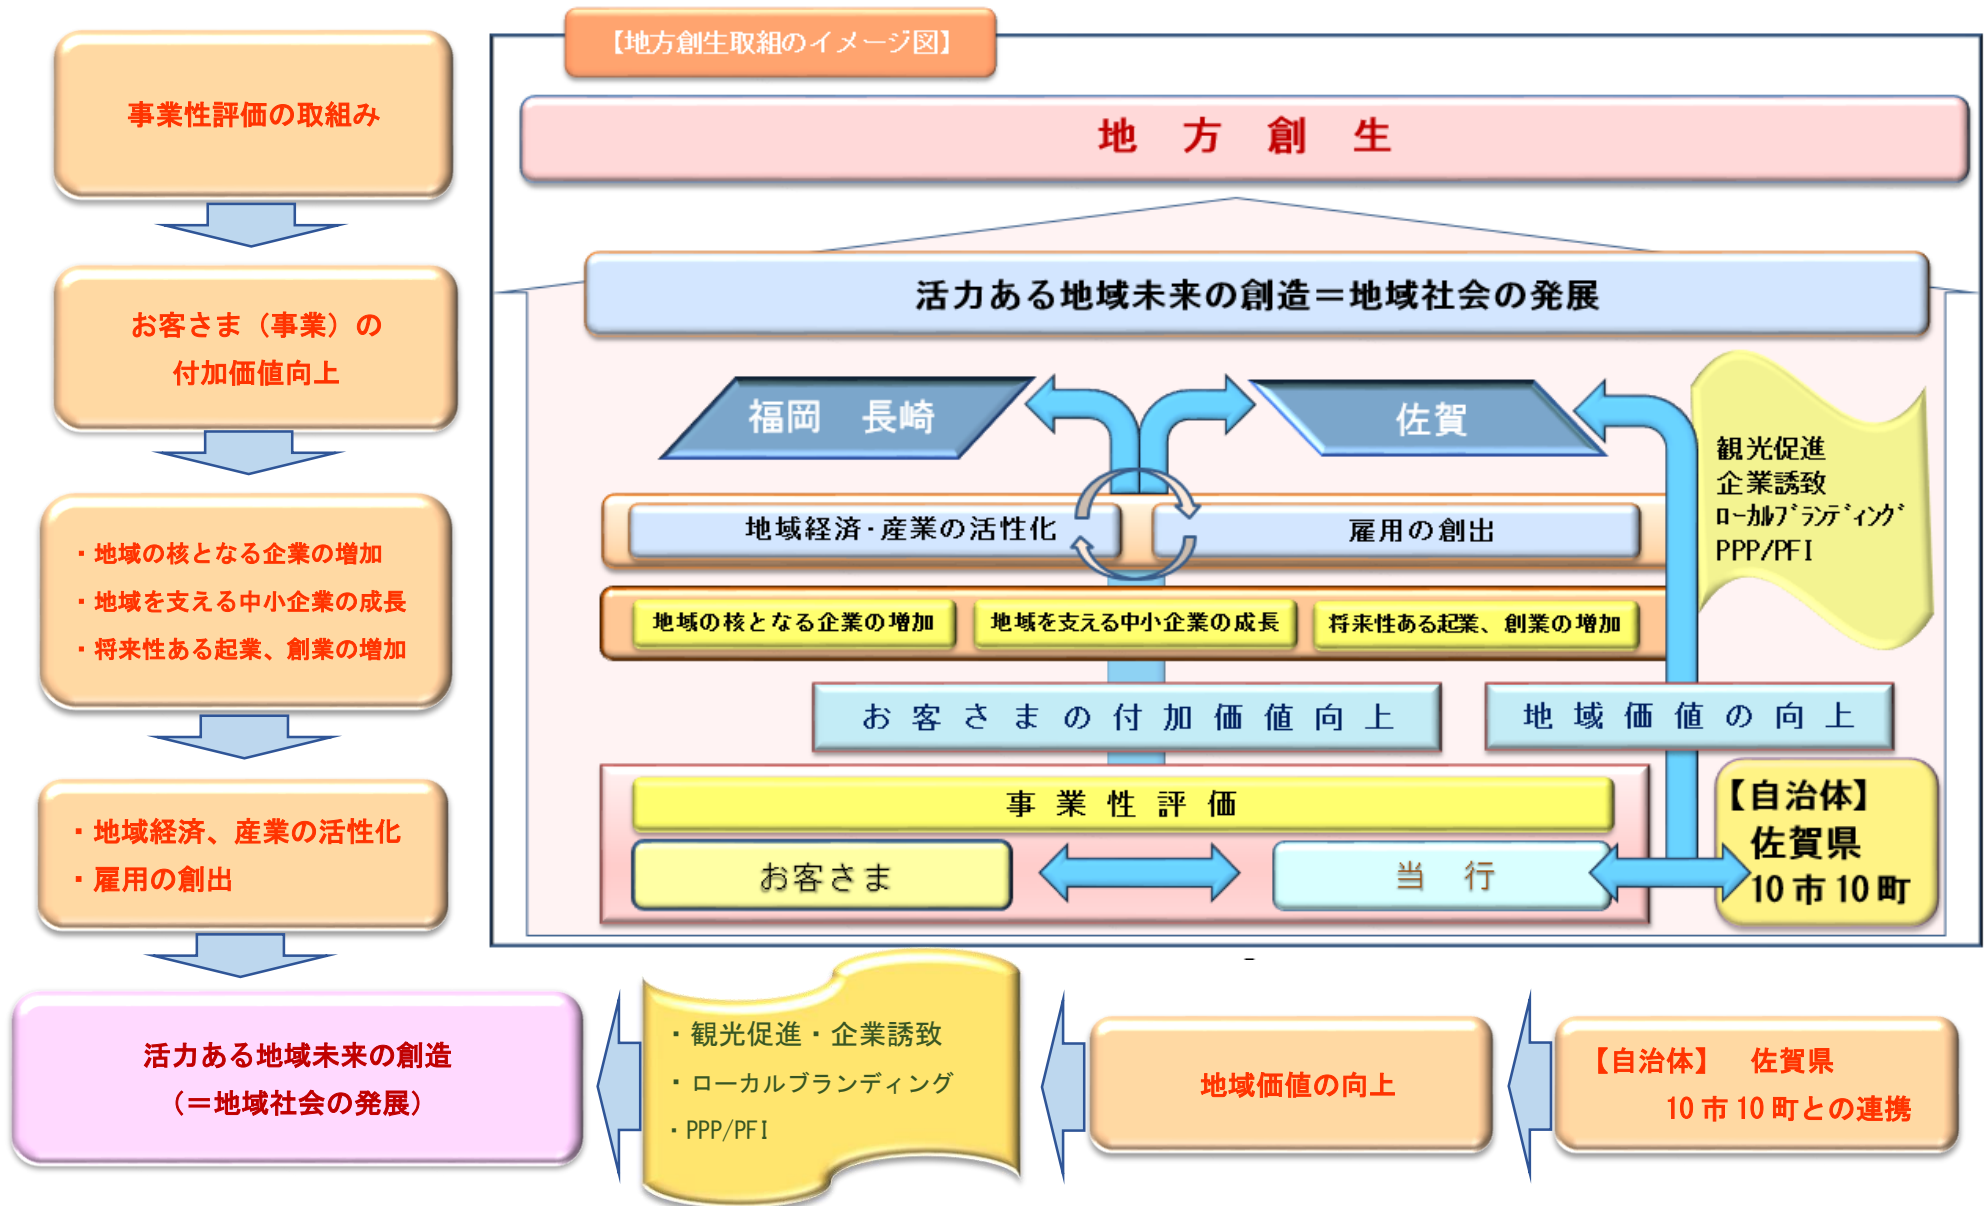 事業性評価の取組み
お客さま（事業）の
付加価値向上
・地域の核となる企業の増加
・地域を支える中小企業の成長
・将来性ある起業、創業の増加
・地域経済、産業の活性化
・雇用の創出
活力ある地域未来の創造
（＝地域社会の発展）
【地方創生取組のイメージ図】
地方創生
活力ある地域未来の創造＝地域社会の発展
福岡　長崎
佐賀
観光促進
企業誘致
ﾛｰｶﾙﾌﾞﾗﾝﾃﾞｨﾝｸﾞ
PPP/PFI
地域経済・産業の活性化
雇用の創出
地域の核となる企業の増加
地域を支える中小企業の成長
将来性ある起業、創業の増加
お客さまの付加価値向上
地域価値の向上
事業性評価
お客さま
当　行
【自治体】
佐賀県
10市10町
・観光促進・企業誘致
・ローカルブランディング
・PPP/PFI
地域価値の向上
【自治体】　佐賀県
10市10町との連携